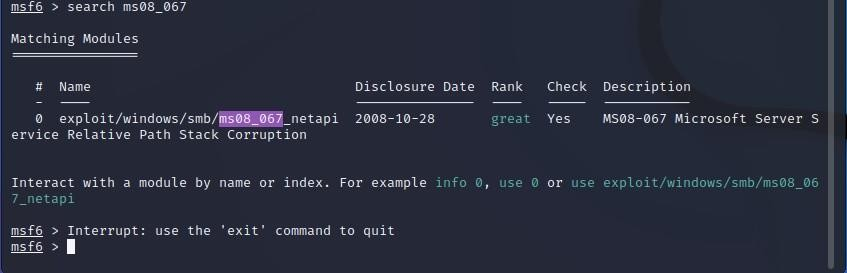 msf6 > search ms08_067
Matching Modules
================
#  Name                                 Disclosure Date  Rank   Check  Description
-  ----                                 ---------------  ----   -----  -----------
0  exploit/windows/smb/ms08_067_netapi  2008-10-28       great  Yes    MS08-067 Microsoft Server S
ervice Relative Path Stack Corruption
Interact with a module by name or index. For example info 0, use 0 or use exploit/windows/smb/ms08_06
7_netapi
msf6 > Interrupt: use the 'exit' command to quit
msf6 >